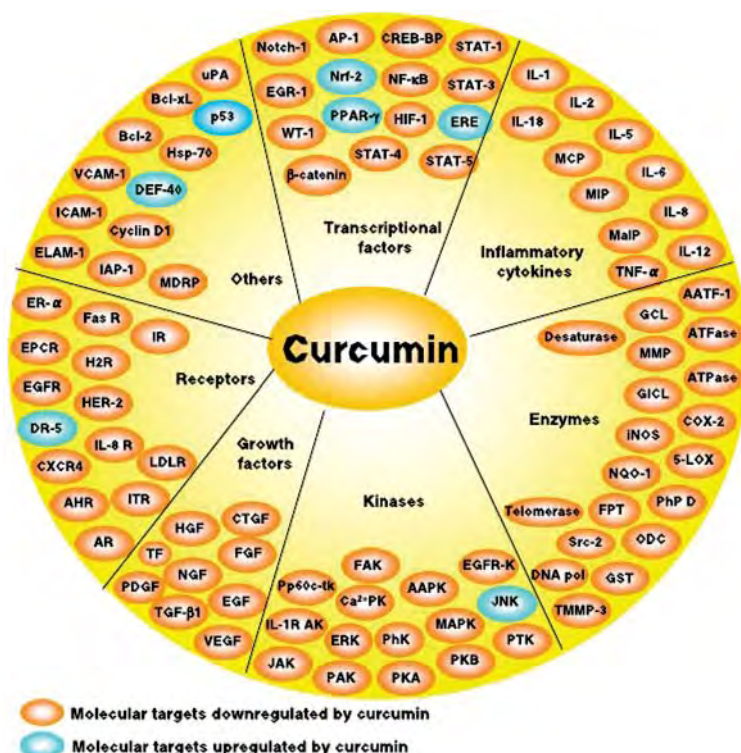 Curcumin
Transcriptional
factors
Notch-1
AP-1
CREB-BP
STAT-1
Nrf-2
NF-κB
STAT-3
EGR-1
PPAR-γ
HIF-1
ERE
WT-1
STAT-4
STAT-5
β-catenin
Inflammatory
cytokines
IL-1
IL-2
IL-18
IL-5
MCP
IL-6
MIP
IL-8
MaIP
IL-12
TNF-α
Enzymes
AATF-1
GCL
Desaturase
ATFase
MMP
ATPase
GICL
COX-2
iNOS
5-LOX
NQO-1
PhP D
Telomerase
FPT
Src-2
ODC
DNA pol
GST
TMMP-3
Kinases
FAK
EGFR-K
Pp60c-tk
AAPK
Ca²⁺PK
JNK
IL-1R AK
MAPK
ERK
PhK
PTK
JAK
PKB
PAK
PKA
Growth
factors
CTGF
HGF
TF
FGF
NGF
PDGF
EGF
TGF-β1
VEGF
Receptors
ER-α
Fas R
IR
EPCR
H2R
EGFR
HER-2
DR-5
IL-8 R
CXCR4
LDLR
AHR
ITR
AR
Others
uPA
Bcl-xL
p53
Bcl-2
Hsp-70
VCAM-1
DEF-40
ICAM-1
Cyclin D1
ELAM-1
IAP-1
MDRP
Molecular targets downregulated by curcumin
Molecular targets upregulated by curcumin